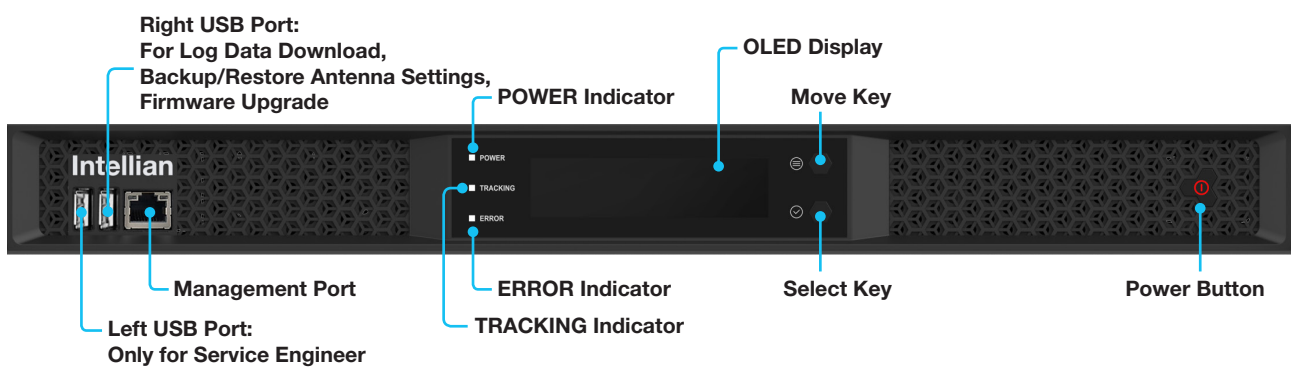 Right USB Port:
For Log Data Download,
Backup/Restore Antenna Settings,
Firmware Upgrade
OLED Display
POWER Indicator
Move Key
Intellian
POWER
TRACKING
ERROR
Management Port
ERROR Indicator
Select Key
Power Button
Left USB Port:
Only for Service Engineer
TRACKING Indicator